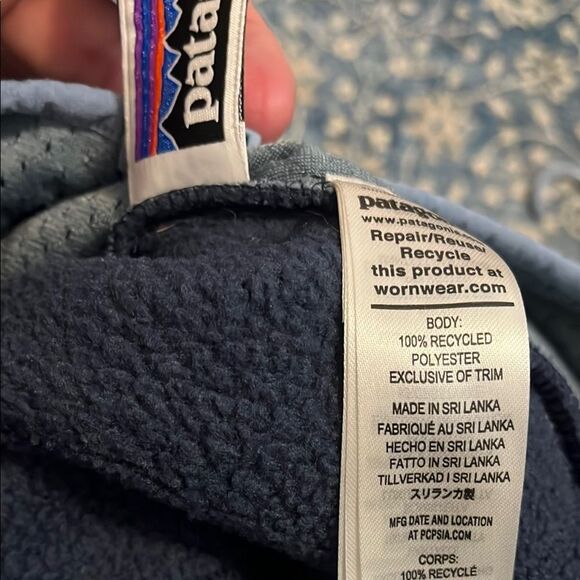 pata
patago
www.patagonia.
Repair/Reuse/
Recycle
this product at
wornwear.com
BODY:
100% RECYCLED
POLYESTER
EXCLUSIVE OF TRIM
MADE IN SRI LANKA
FABRIQUÉ AU SRI LANKA
HECHO EN SRI LANKA
FATTO IN SRI LANKA
TILLVERKAD I SRI LANKA
スリランカ製
MFG DATE AND LOCATION
AT PCPSIA.COM
CORPS:
100% RECYCLÉ